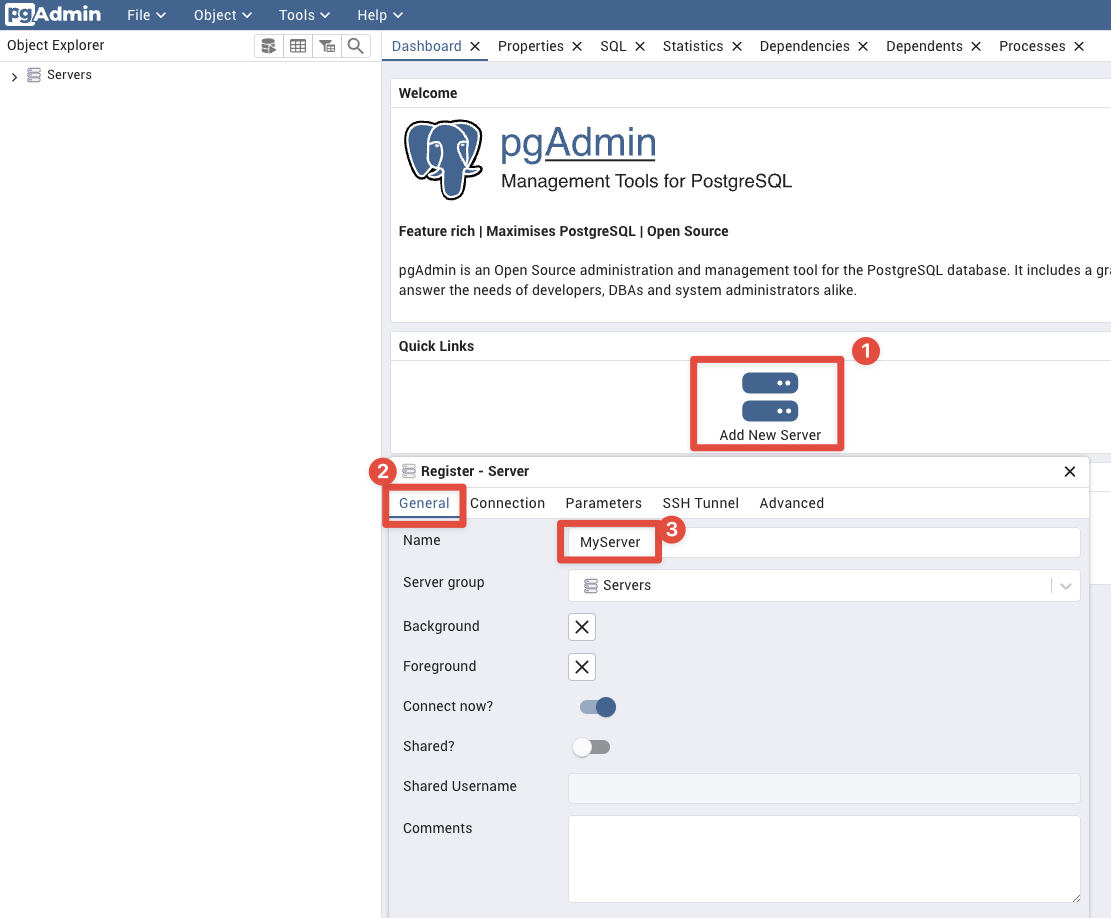 pgAdmin File Object Tools Help
Object Explorer
Servers
Dashboard Properties SQL Statistics Dependencies Dependents Processes
Welcome
pgAdmin
Management Tools for PostgreSQL
Feature rich | Maximises PostgreSQL | Open Source
pgAdmin is an Open Source administration and management tool for the PostgreSQL database. It includes a gra
answer the needs of developers, DBAs and system administrators alike.
Quick Links
1
Add New Server
2 Register - Server
General Connection Parameters SSH Tunnel Advanced
Name MyServer 3
Server group Servers
Background
Foreground
Connect now?
Shared?
Shared Username
Comments